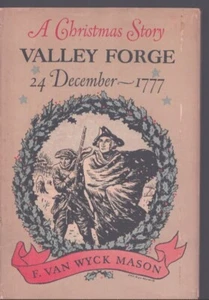 A Christmas Story
VALLEY FORGE
24 December~1777
F. VAN WYCK MASON